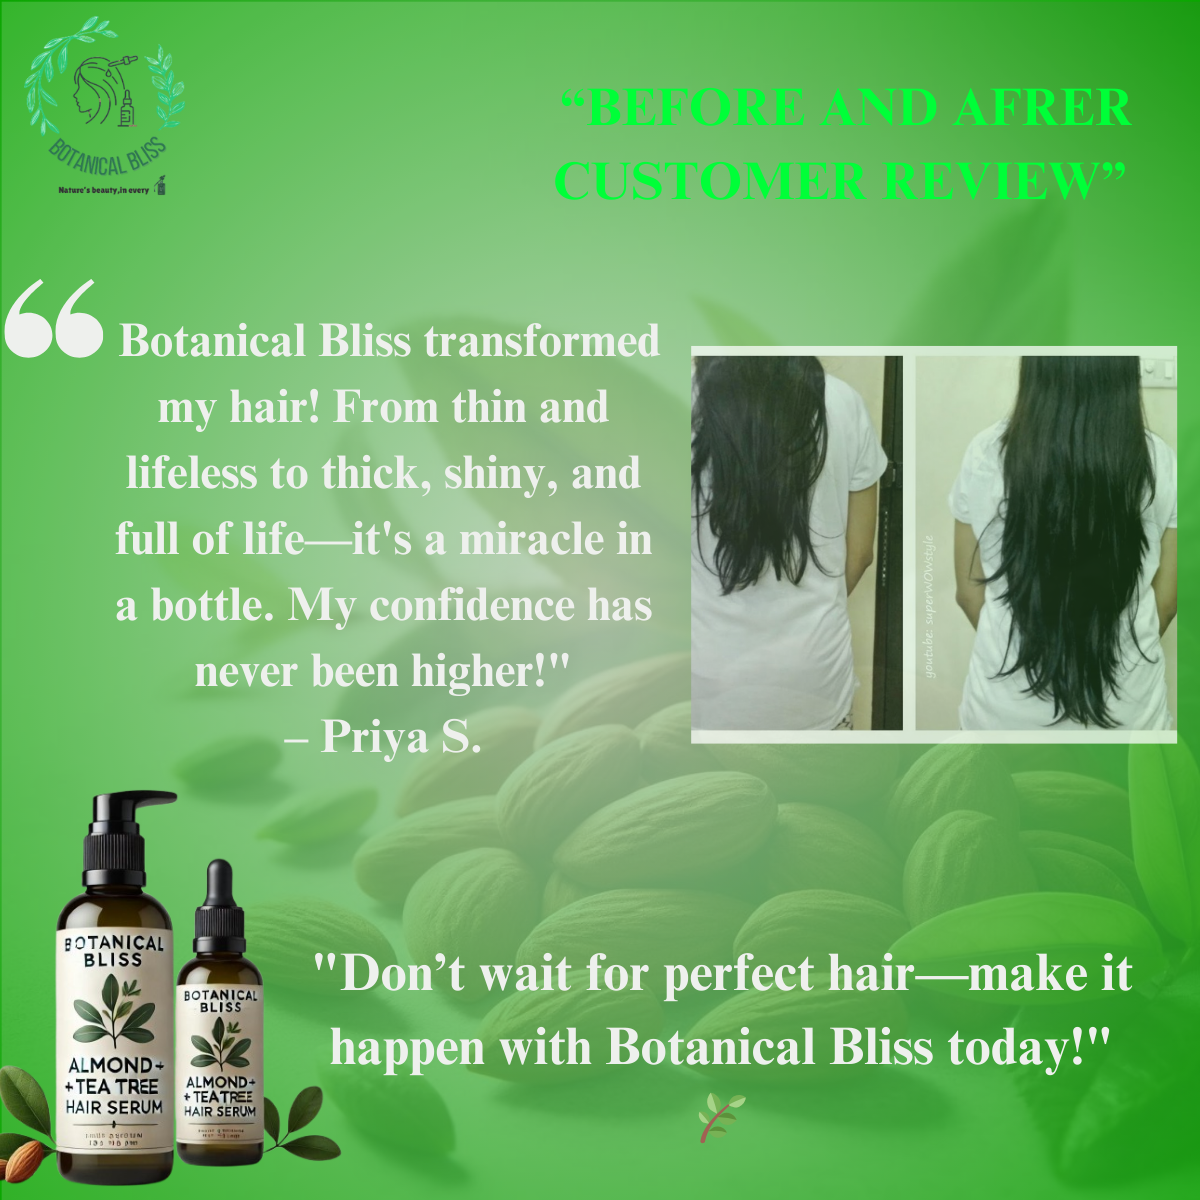 BOTANICAL BLISS
Nature's beauty,in every
“BEFORE AND AFRER
CUSTOMER REVIEW”
“ Botanical Bliss transformed
my hair! From thin and
lifeless to thick, shiny, and
full of life—it's a miracle in
a bottle. My confidence has
never been higher!"
– Priya S.
youtube: superWOWstyle
BOTANICAL
BLISS
ALMOND+
+TEA TREE
HAIR SERUM
BOTANICAL
BLISS
ALMOND+
+TEA TREE
HAIR SERUM
"Don’t wait for perfect hair—make it
happen with Botanical Bliss today!"